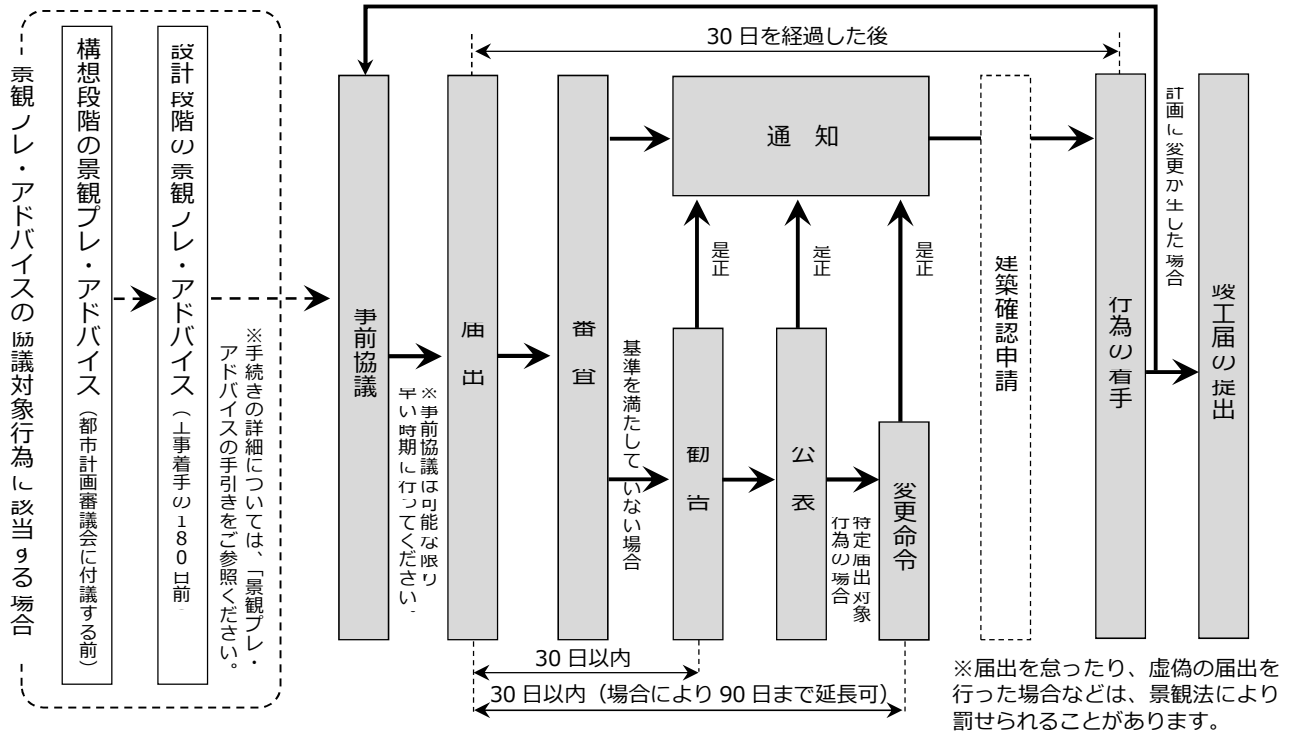 景観プレ・アドバイスの協議対象行為に該当する場合
構想段階の景観プレ・アドバイス（都市計画審議会に付議する前）
設計段階の景観プレ・アドバイス（工事着手の180日前）
※手続きの詳細については、「景観プレ・
アドバイスの手引きをご参照ください。
事前協議
※事前協議は可能な限り
早い時期に行ってください。
届出
審査
基準を満たしていない場合
30日を経過した後
通 知
是正
是正
是正
勧告
公表
特定届出対象
行為の場合
変更命令
建築確認申請
行為の着手
計画に変更が生じた場合
竣工届の提出
30日以内
30日以内（場合により90日まで延長可）
※届出を怠ったり、虚偽の届出を
行った場合などは、景観法により
罰せられることがあります。